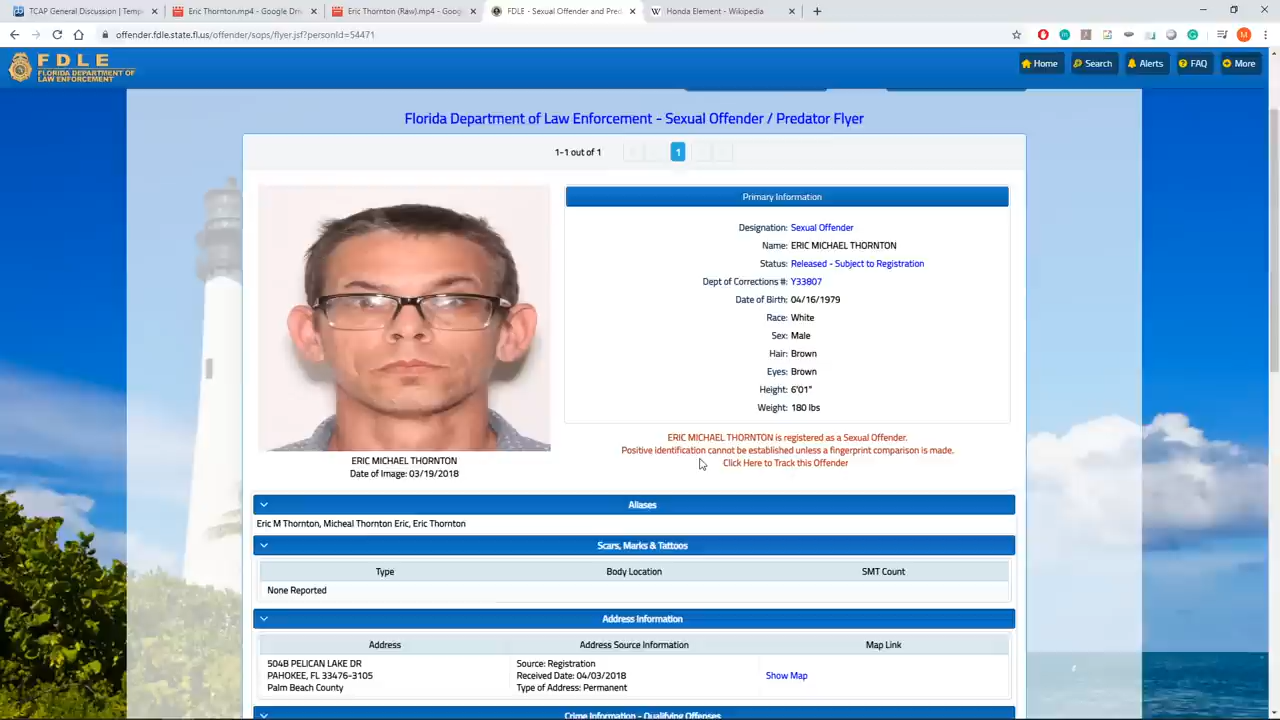 TCAP General Discussion | Temp
Eric Thornton.mp4 - Google Driv
Eric Thornton (Raw).mp4 - Goog
FDLE - Sexual Offender and Pred
Honda Element - Wikipedia
offender.fdle.state.fl.us/offender/sops/flyer.jsf?personId=54471
FDLE
FLORIDA DEPARTMENT OF
LAW ENFORCEMENT
Home
Search
Alerts
FAQ
More
Florida Department of Law Enforcement - Sexual Offender / Predator Flyer
1-1 out of 1
1
Primary Information
Designation: Sexual Offender
Name: ERIC MICHAEL THORNTON
Status: Released - Subject to Registration
Dept of Corrections #: Y33807
Date of Birth: 04/16/1979
Race: White
Sex: Male
Hair: Brown
Eyes: Brown
Height: 6'01"
Weight: 180 lbs
ERIC MICHAEL THORNTON is registered as a Sexual Offender.
Positive identification cannot be established unless a fingerprint comparison is made.
Click Here to Track this Offender
ERIC MICHAEL THORNTON
Date of Image: 03/19/2018
Aliases
Eric M Thornton, Micheal Thornton Eric, Eric Thornton
Scars, Marks & Tattoos
Type Body Location SMT Count
None Reported
Address Information
Address Address Source Information Map Link
504B PELICAN LAKE DR
PAHOKEE, FL 33476-3105
Palm Beach County
Source: Registration
Received Date: 04/03/2018
Type of Address: Permanent
Show Map
Crime Information - Qualifying Offenses